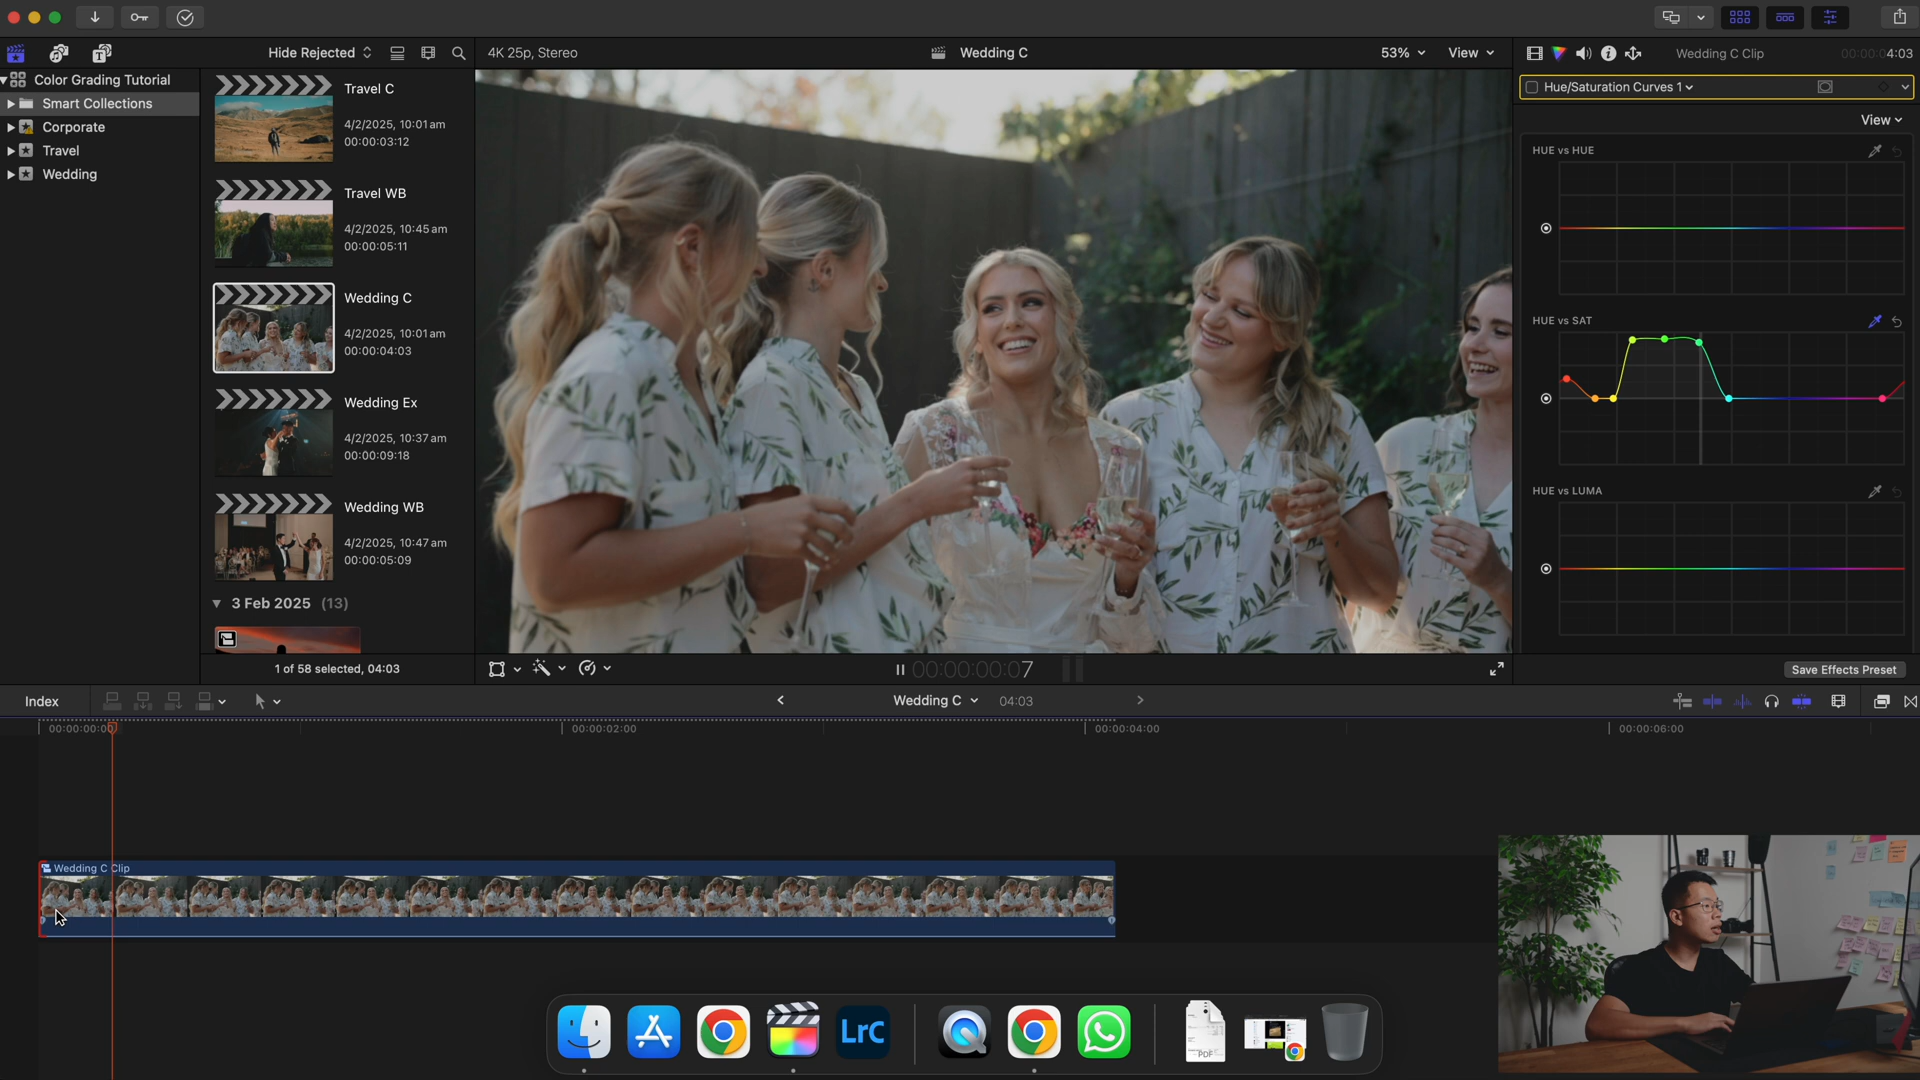 Hide Rejected
4K 25p, Stereo
Wedding C
53%
View
Wedding C Clip
00:00:04:03
Color Grading Tutorial
Smart Collections
Corporate
Travel
Wedding
Travel C
4/2/2025, 10:01 am
00:00:03:12
Travel WB
4/2/2025, 10:45 am
00:00:05:11
Wedding C
4/2/2025, 10:01 am
00:00:04:03
Wedding Ex
4/2/2025, 10:37 am
00:00:09:18
Wedding WB
4/2/2025, 10:47 am
00:00:05:09
3 Feb 2025 (13)
1 of 58 selected, 04:03
Hue/Saturation Curves 1
View
HUE vs HUE
HUE vs SAT
HUE vs LUMA
00:00:00:07
Save Effects Preset
Index
Wedding C
04:03
00:00:00:00
00:00:02:00
00:00:04:00
00:00:06:00
Wedding C Clip
LrC
PDF